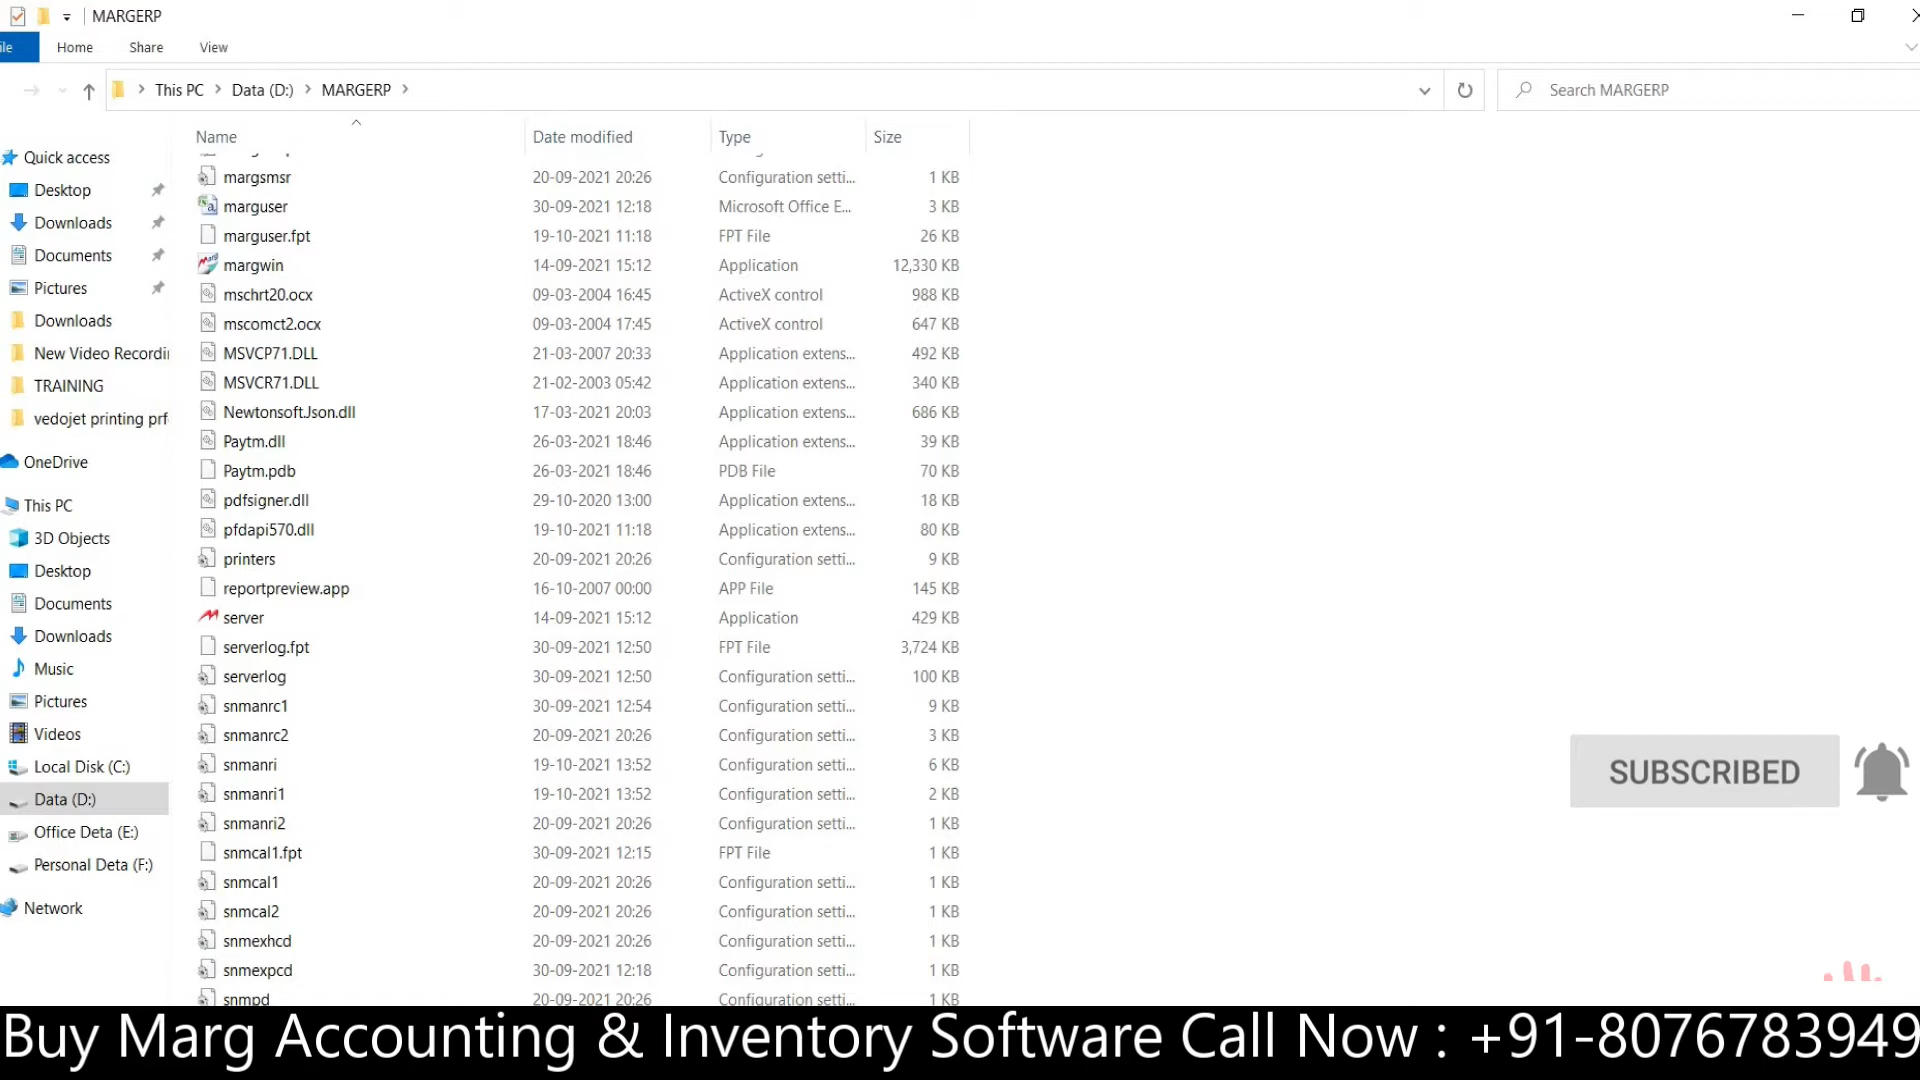 MARGERP
ile Home Share View
This PC Data (D:) MARGERP Search MARGERP
Name Date modified Type Size
Quick access
Desktop
Downloads
Documents
Pictures
Downloads
New Video Recordi
TRAINING
vedojet printing prf
OneDrive
This PC
3D Objects
Desktop
Documents
Downloads
Music
Pictures
Videos
Local Disk (C:)
Data (D:)
Office Deta (E:)
Personal Deta (F:)
Network
margsmsr 20-09-2021 20:26 Configuration setti... 1 KB
marguser 30-09-2021 12:18 Microsoft Office E... 3 KB
marguser.fpt 19-10-2021 11:18 FPT File 26 KB
margwin 14-09-2021 15:12 Application 12,330 KB
mschrt20.ocx 09-03-2004 16:45 ActiveX control 988 KB
mscomct2.ocx 09-03-2004 17:45 ActiveX control 647 KB
MSVCP71.DLL 21-03-2007 20:33 Application extens... 492 KB
MSVCR71.DLL 21-02-2003 05:42 Application extens... 340 KB
NewtonsoftJson.dll 17-03-2021 20:03 Application extens... 686 KB
Paytm.dll 26-03-2021 18:46 Application extens... 39 KB
Paytm.pdb 26-03-2021 18:46 PDB File 70 KB
pdfsigner.dll 29-10-2020 13:00 Application extens... 18 KB
pfdapi570.dll 19-10-2021 11:18 Application extens... 80 KB
printers 20-09-2021 20:26 Configuration setti... 9 KB
reportpreview.app 16-10-2007 00:00 APP File 145 KB
server 14-09-2021 15:12 Application 429 KB
serverlog.fpt 30-09-2021 12:50 FPT File 3,724 KB
serverlog 30-09-2021 12:50 Configuration setti... 100 KB
snmanrc1 30-09-2021 12:54 Configuration setti... 9 KB
snmanrc2 20-09-2021 20:26 Configuration setti... 3 KB
snmanri 19-10-2021 13:52 Configuration setti... 6 KB
snmanri1 19-10-2021 13:52 Configuration setti... 2 KB
snmanri2 20-09-2021 20:26 Configuration setti... 1 KB
snmcal1.fpt 30-09-2021 12:15 FPT File 1 KB
snmcal1 20-09-2021 20:26 Configuration setti... 1 KB
snmcal2 20-09-2021 20:26 Configuration setti... 1 KB
snmexhcd 20-09-2021 20:26 Configuration setti... 1 KB
snmexpcd 30-09-2021 12:18 Configuration setti... 1 KB
snmpd 20-09-2021 20:26 Configuration setti... 1 KB
SUBSCRIBED
Buy Marg Accounting & Inventory Software Call Now : +91-8076783949